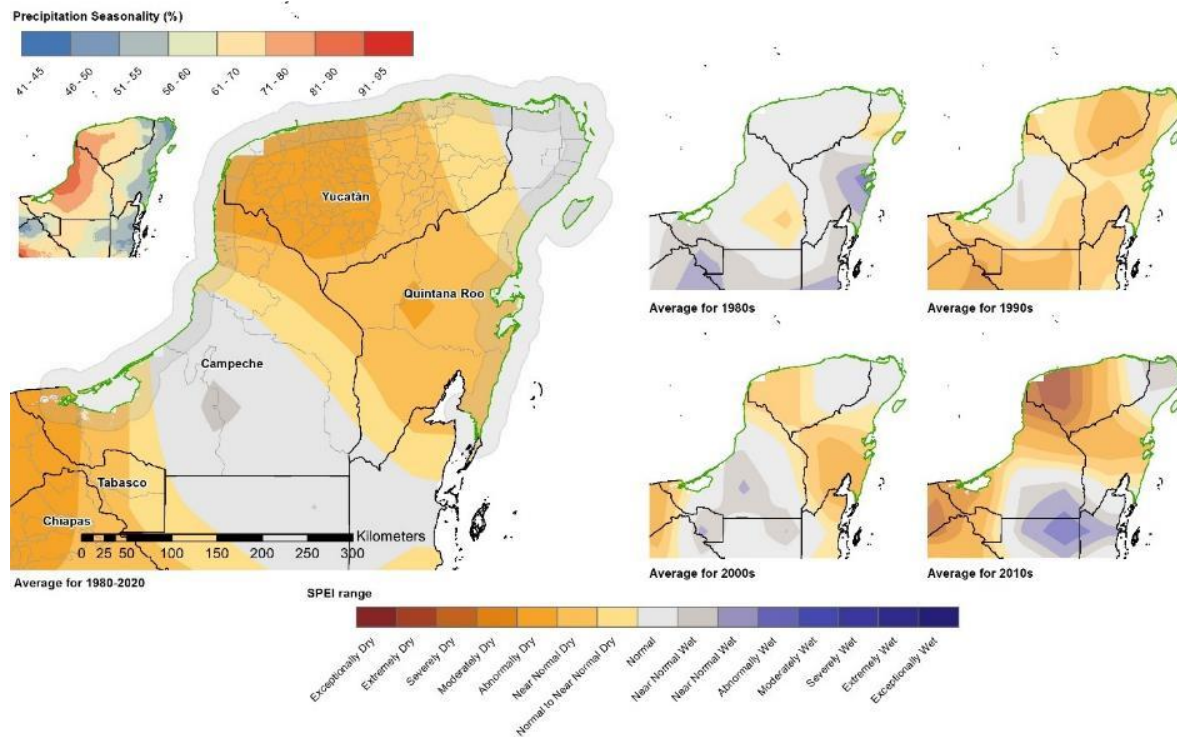 Precipitation Seasonality (%)
41 - 45
46 - 50
51 - 55
56 - 60
61 - 70
71 - 80
81 - 90
91 - 95
Yucatán
Quintana Roo
Campeche
Tabasco
Chiapas
Kilometers
0 25 50 100 150 200 250 300
Average for 1980-2020
Average for 1980s
Average for 1990s
Average for 2000s
Average for 2010s
SPEI range
Exceptionally Dry
Extremely Dry
Severely Dry
Moderately Dry
Abnormally Dry
Near Normal Dry
Normal to Near Normal Dry
Normal
Near Normal Wet
Near Normal Wet
Abnormally Wet
Moderately Wet
Severely Wet
Extremely Wet
Exceptionally Wet